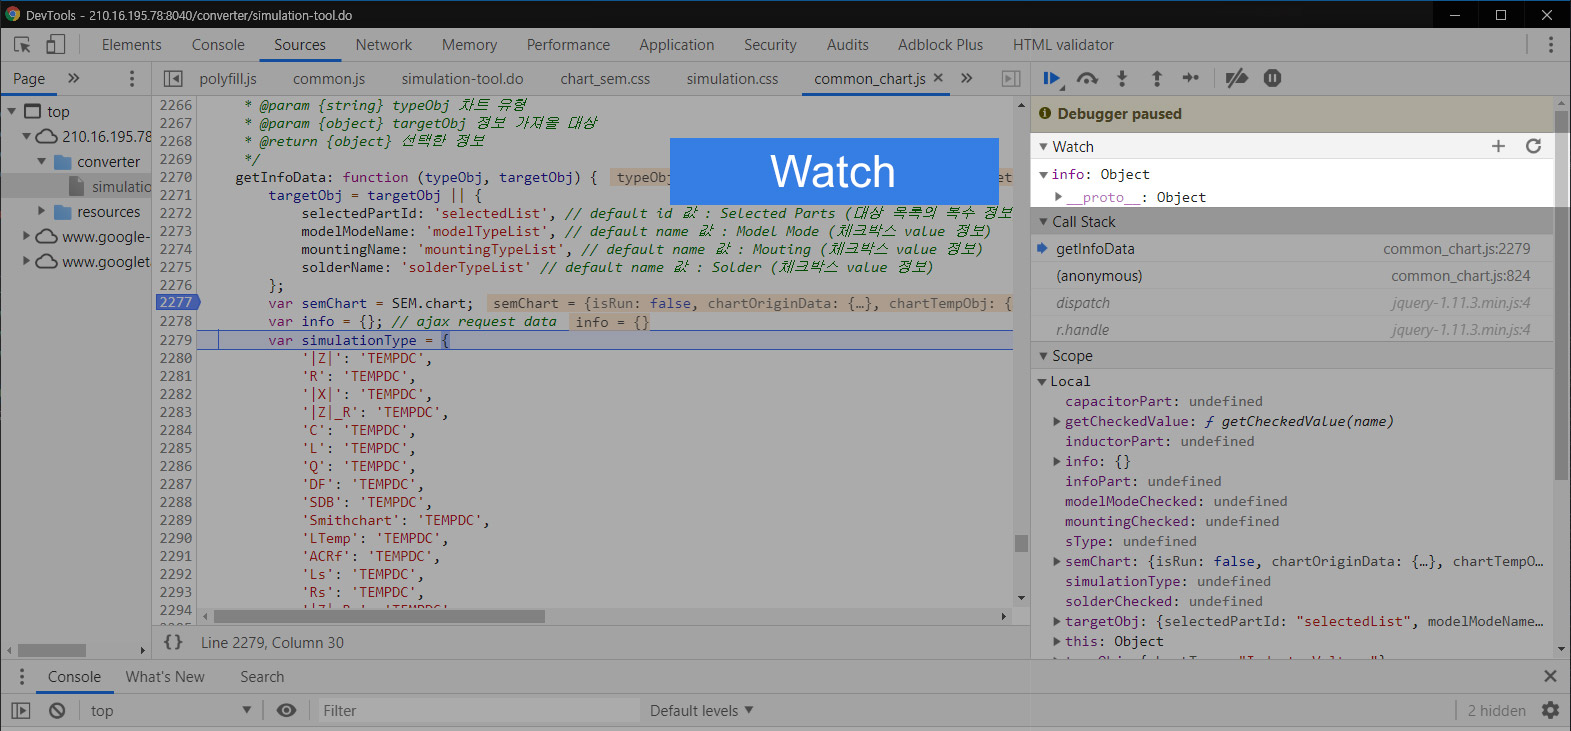 DevTools - 210.16.195.78:8040/converter/simulation-tool.do
Elements Console Sources Network Memory Performance Application Security Audits Adblock Plus HTML validator
Page
polyfill.js common.js simulation-tool.do chart_sem.css simulation.css common_chart.js
top
210.16.195.78
converter
simulatio
resources
www.google-
www.googleta
2266 * @param {string} typeObj 차트 유형
2267 * @param {object} targetObj 정보 가져올 대상
2268 * @return {object} 선택한 정보
2269 */
2270 getInfoData: function (typeObj, targetObj) { typeObj
2271 targetObj = targetObj || {
2272 selectedPartId: 'selectedList', // default id 값 : Selected Parts (대상 목록의 복수 정보
2273 modelModeName: 'modelTypeList', // default name 값 : Model Mode (체크박스 value 정보)
2274 mountingName: 'mountingTypeList', // default name 값 : Mouting (체크박스 value 정보)
2275 solderName: 'solderTypeList' // default name 값 : Solder (체크박스 value 정보)
2276 };
2277 var semChart = SEM.chart; semChart = {isRun: false, chartOriginData: {…}, chartTempObj: {
2278 var info = {}; // ajax request data info = {}
2279 var simulationType = {
2280 '|Z|': 'TEMPDC',
2281 'R': 'TEMPDC',
2282 '|X|': 'TEMPDC',
2283 '|Z|_R': 'TEMPDC',
2284 'C': 'TEMPDC',
2285 'L': 'TEMPDC',
2286 'Q': 'TEMPDC',
2287 'DF': 'TEMPDC',
2288 'SDB': 'TEMPDC',
2289 'Smithchart': 'TEMPDC',
2290 'LTemp': 'TEMPDC',
2291 'ACRf': 'TEMPDC',
2292 'Ls': 'TEMPDC',
2293 'Rs': 'TEMPDC',
2294
{} Line 2279, Column 30
Watch
Debugger paused
Watch
info: Object
__proto__: Object
Call Stack
getInfoData common_chart.js:2279
(anonymous) common_chart.js:824
dispatch jquery-1.11.3.min.js:4
r.handle jquery-1.11.3.min.js:4
Scope
Local
capacitorPart: undefined
getCheckedValue: ƒ getCheckedValue(name)
inductorPart: undefined
info: {}
infoPart: undefined
modelModeChecked: undefined
mountingChecked: undefined
sType: undefined
semChart: {isRun: false, chartOriginData: {…}, chartTempO…
simulationType: undefined
solderChecked: undefined
targetObj: {selectedPartId: "selectedList", modelModeName…
this: Object
Console What's New Search
top Filter Default levels 2 hidden